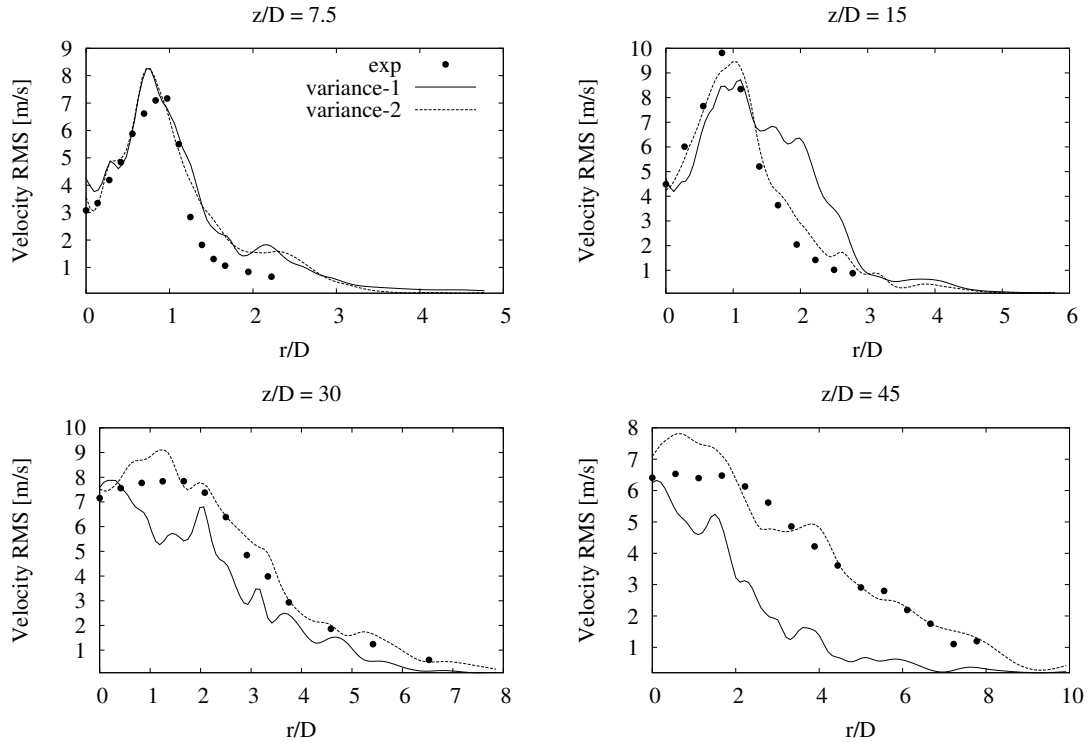 z/D = 7.5
Velocity RMS [m/s]
9
8
7
6
5
4
3
2
1
0 1 2 3 4 5
r/D
exp
variance-1
variance-2
z/D = 15
Velocity RMS [m/s]
10
9
8
7
6
5
4
3
2
1
0 1 2 3 4 5 6
r/D
z/D = 30
Velocity RMS [m/s]
10
9
8
7
6
5
4
3
2
1
0 1 2 3 4 5 6 7 8
r/D
z/D = 45
Velocity RMS [m/s]
8
7
6
5
4
3
2
1
0 2 4 6 8 10
r/D